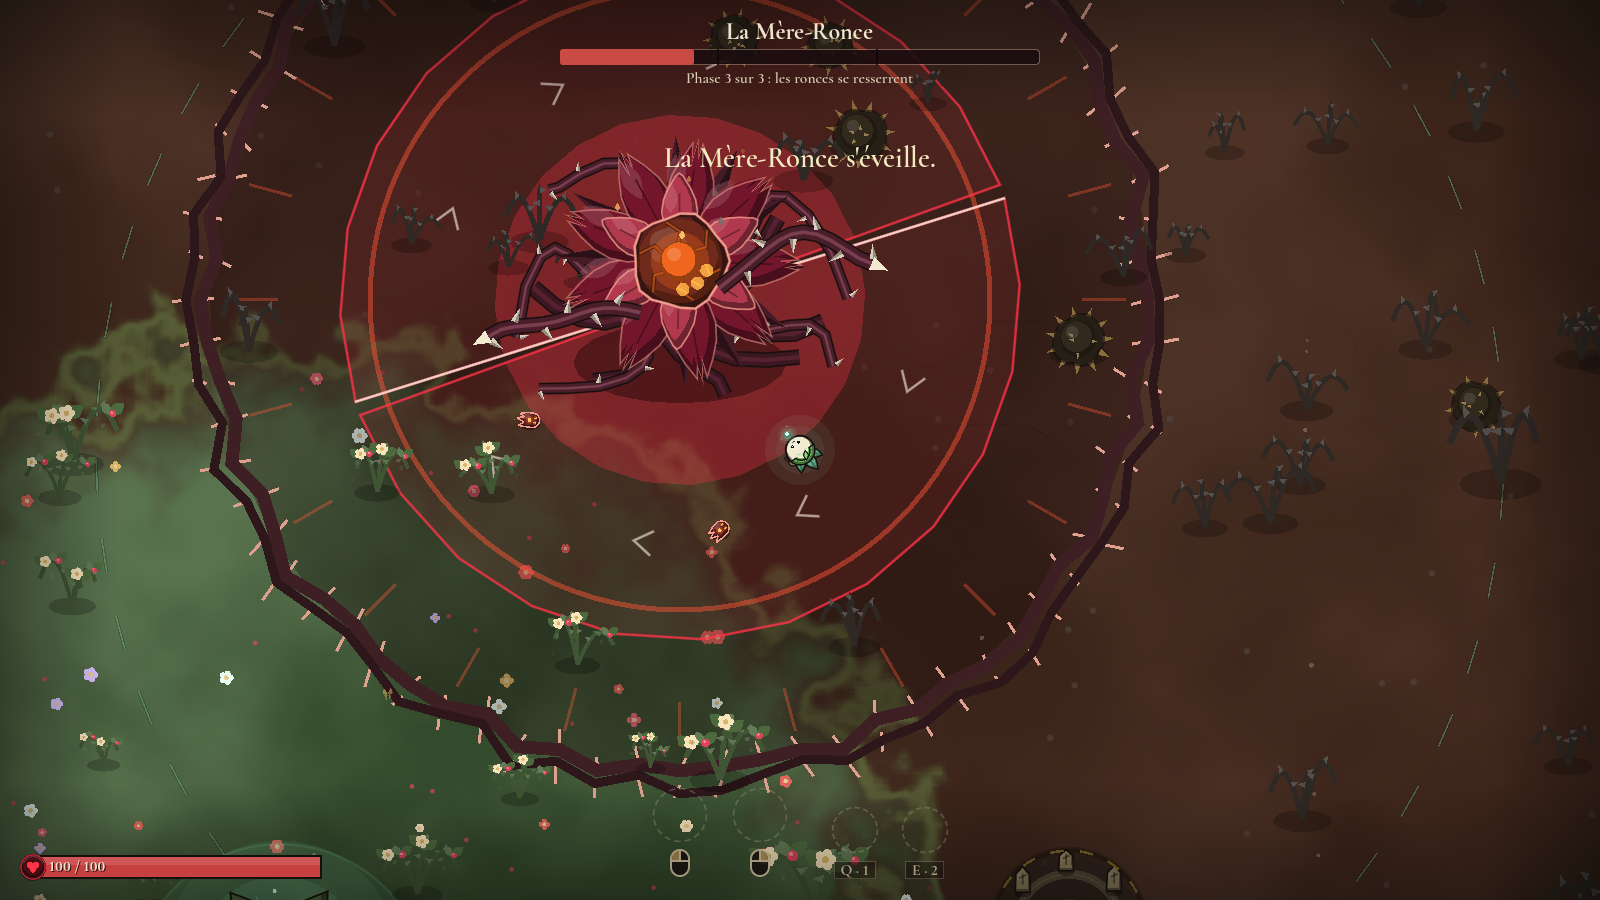 La Mère-Ronce
Phase 3 sur 3 : les ronces se resserrent
La Mère-Ronce s'éveille.
100 / 100
Q · 1
E · 2